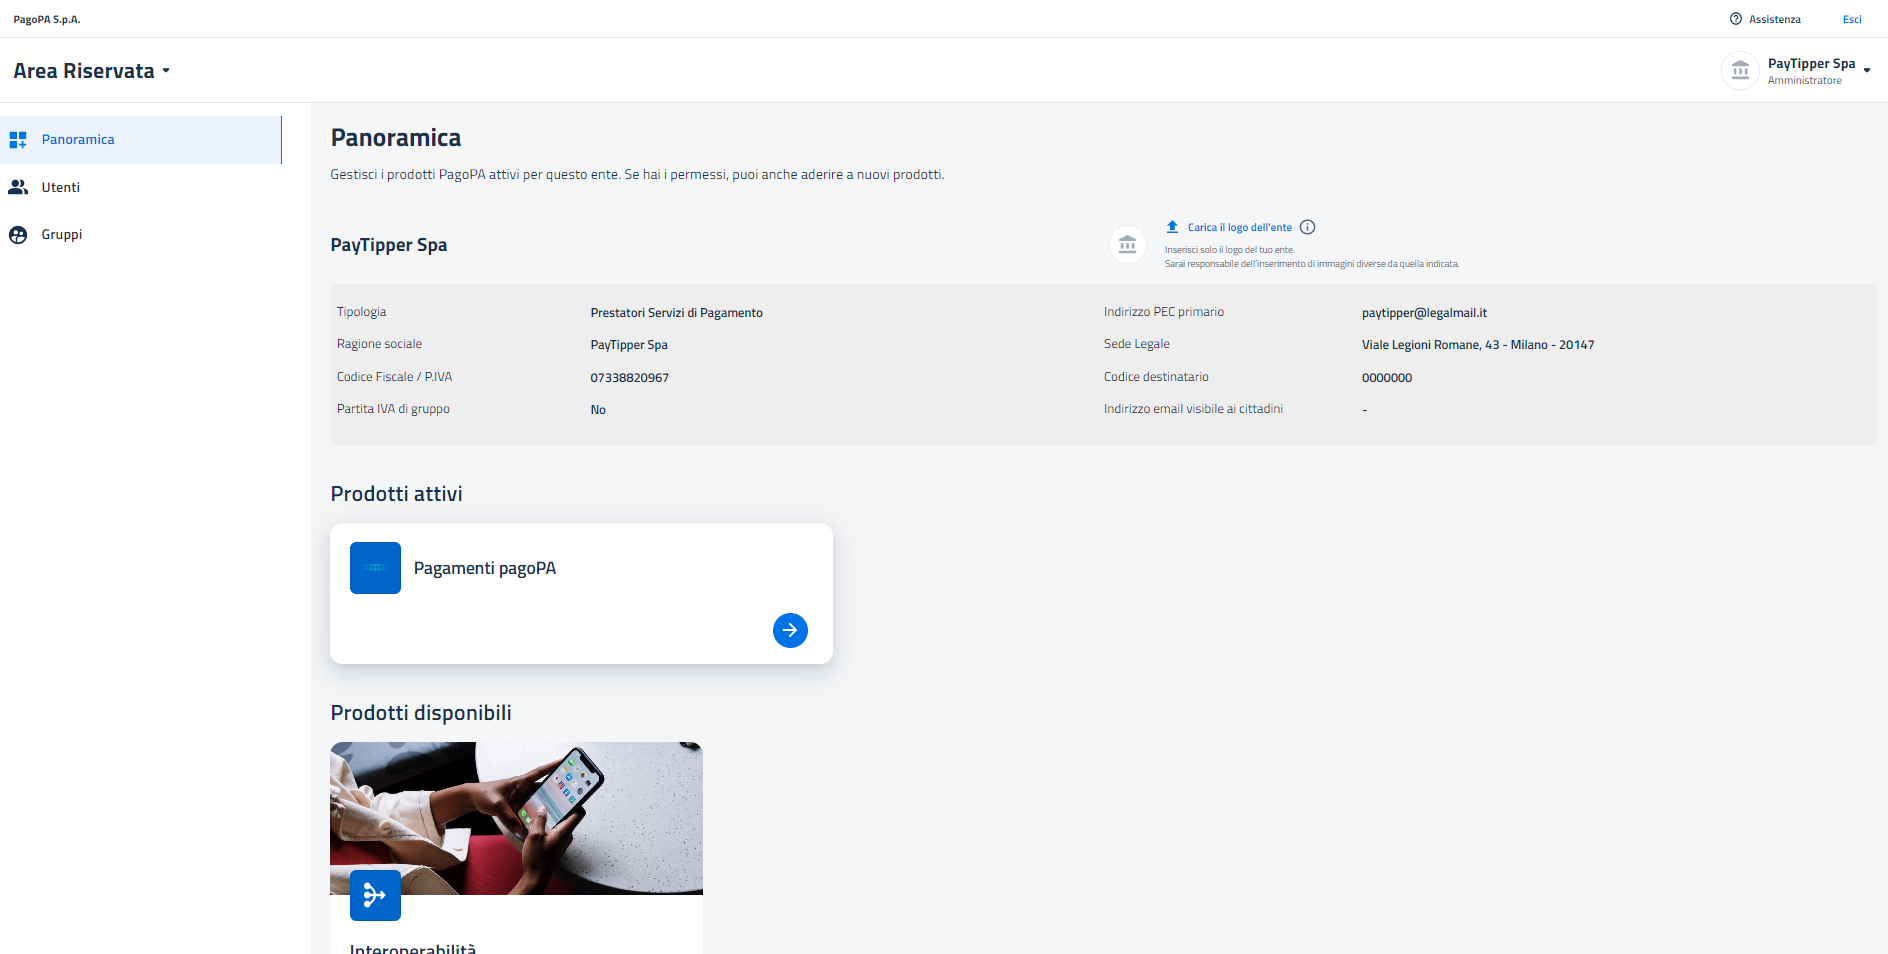 PagoPA S.p.A.
Assistenza
Esci
Area Riservata
PayTipper Spa
Amministratore
Panoramica
Utenti
Gruppi
Panoramica
Gestisci i prodotti PagoPA attivi per questo ente. Se hai i permessi, puoi anche aderire a nuovi prodotti.
PayTipper Spa
Carica il logo dell'ente
Inserisci solo il logo del tuo ente.
Sarai responsabile dell'inserimento di immagini diverse da quella indicata.
Tipologia
Prestatori Servizi di Pagamento
Ragione sociale
PayTipper Spa
Codice Fiscale / P.IVA
07338820967
Partita IVA di gruppo
No
Indirizzo PEC primario
paytipper@legalmail.it
Sede Legale
Viale Legioni Romane, 43 - Milano - 20147
Codice destinatario
0000000
Indirizzo email visibile ai cittadini
-
Prodotti attivi
Pagamenti pagoPA
Prodotti disponibili
Interoperabilità